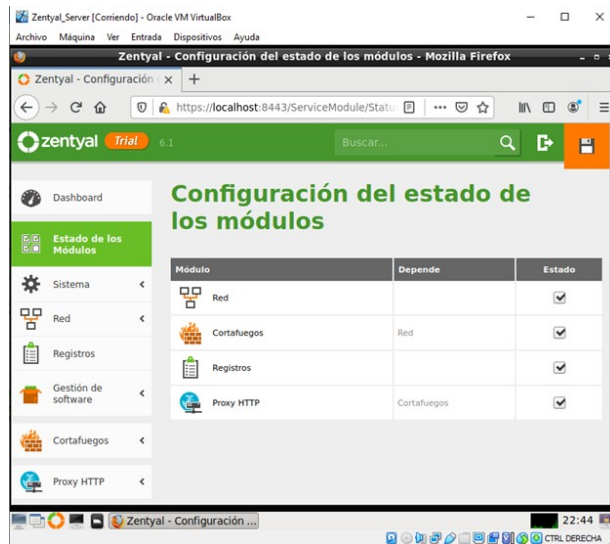 Zentyal_Server [Corriendo] - Oracle VM VirtualBox
Archivo Máquina Ver Entrada Dispositivos Ayuda
Zentyal - Configuración del estado de los módulos - Mozilla Firefox
Zentyal - Configuración
https://localhost:8443/ServiceModule/Statu
zentyal Trial 6.1 Buscar...
Configuración del estado de
los módulos
Dashboard
Estado de los
Módulos
Sistema
Red
Registros
Gestión de
software
Cortafuegos
Proxy HTTP
Módulo Depende Estado
Red
Cortafuegos Red
Registros
Proxy HTTP Cortafuegos
Zentyal - Configuración ... 22:44
CTRL DERECHA